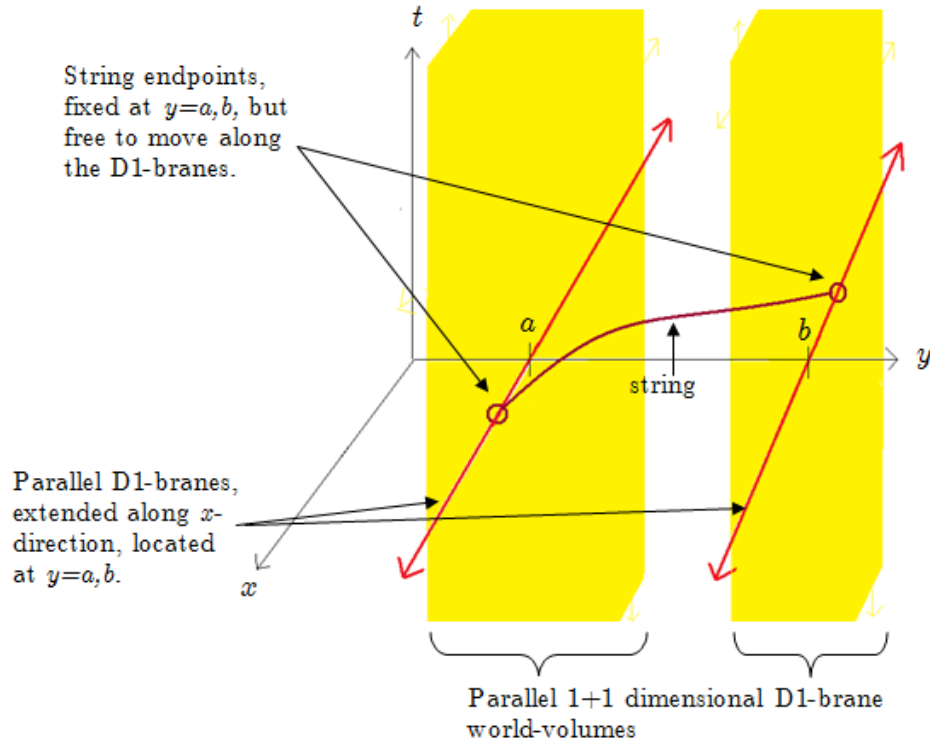 t
String endpoints,
fixed at y=a,b, but
free to move along
the D1-branes.
a
b
y
string
Parallel D1-branes,
extended along x-
direction, located
at y=a,b.
x
Parallel 1+1 dimensional D1-brane
world-volumes